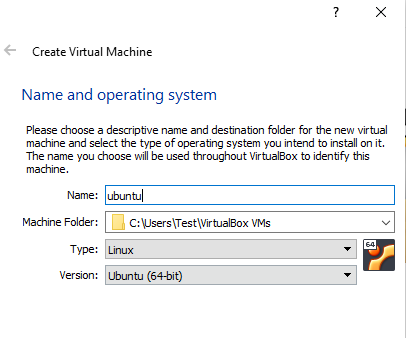 ?
Create Virtual Machine
Name and operating system
Please choose a descriptive name and destination folder for the new virtual
machine and select the type of operating system you intend to install on it.
The name you choose will be used throughout VirtualBox to identify this
machine.
Name: ubuntu
Machine Folder: C:\Users\Test\VirtualBox VMs
Type: Linux
64
Version: Ubuntu (64-bit)